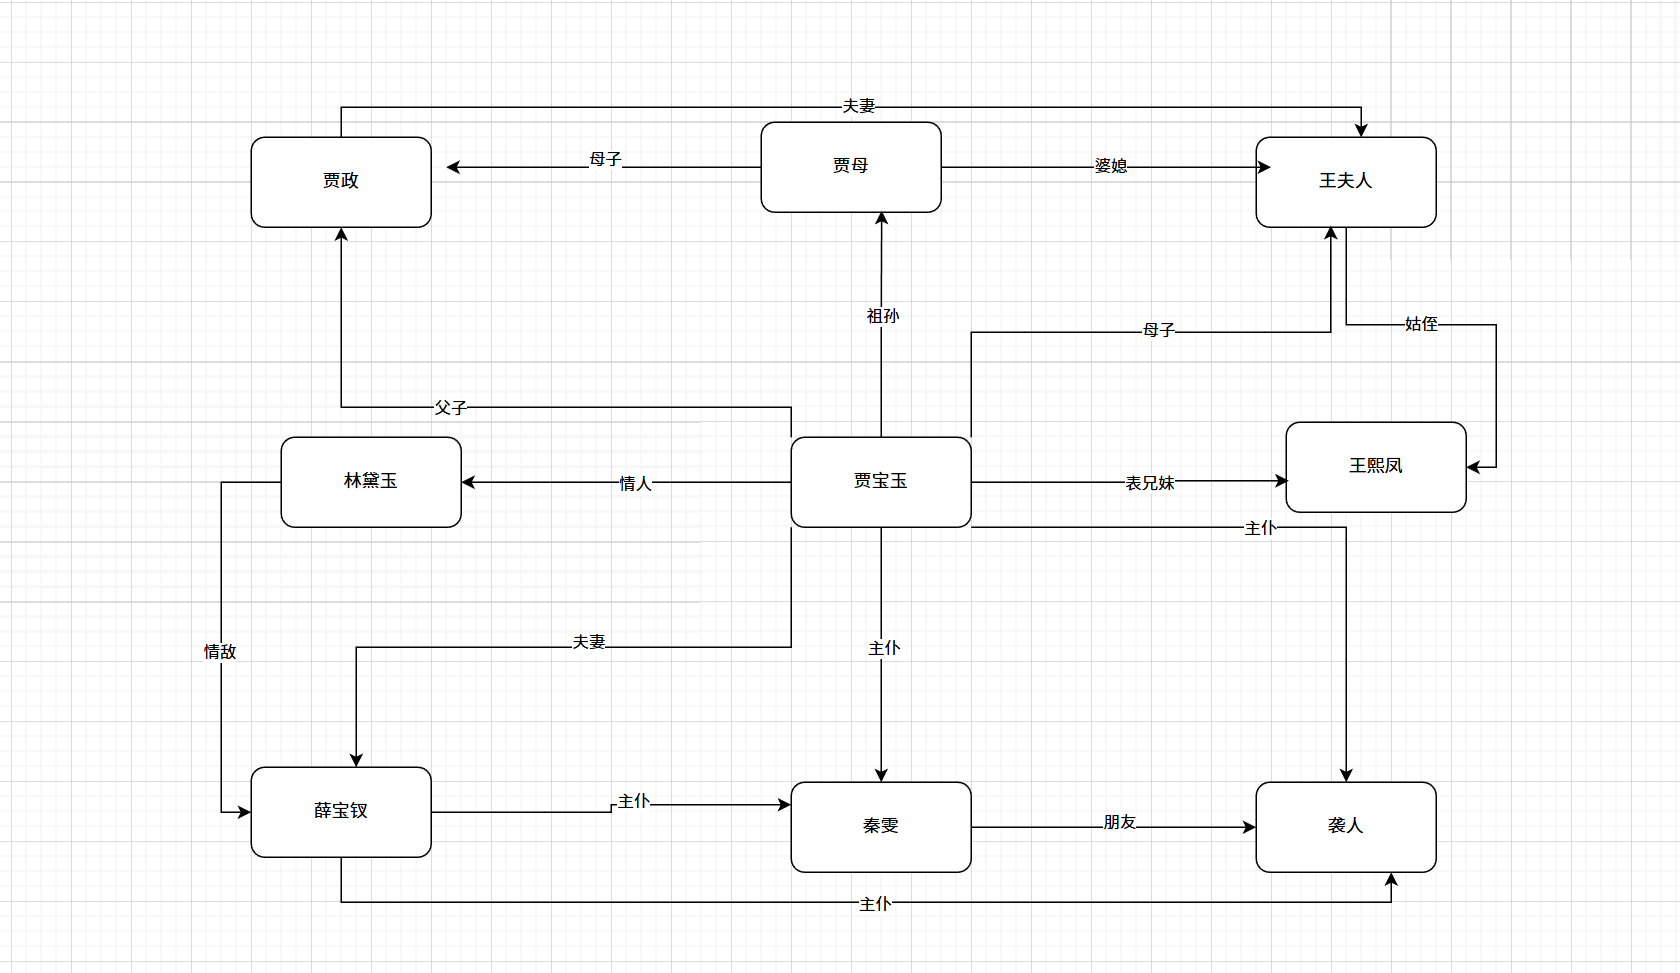 夫妻
贾政
母子
贾母
婆媳
王夫人
祖孙
母子
姑侄
父子
林黛玉
情人
贾宝玉
表兄妹
王熙凤
主仆
情敌
夫妻
主仆
薛宝钗
主仆
秦雯
朋友
袭人
主仆